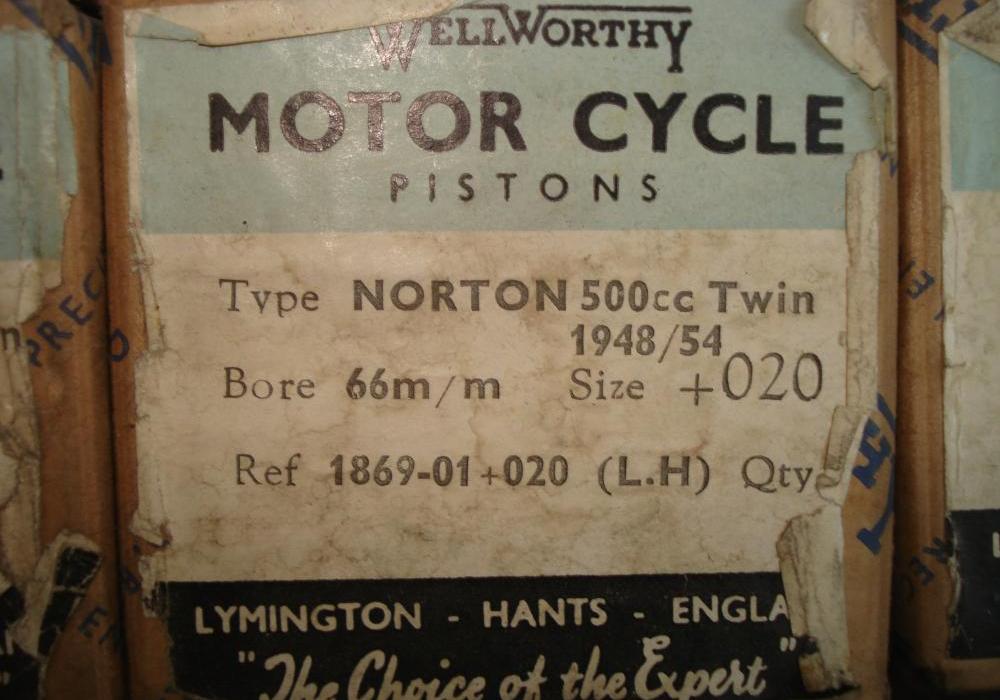 WELLWORTHY
MOTOR CYCLE
PISTONS
Type NORTON 500cc Twin
1948/54
Bore 66m/m Size +020
Ref 1869-01+020 (L.H) Qty
LYMINGTON - HANTS - ENGLA
"The Choice of the Expert"